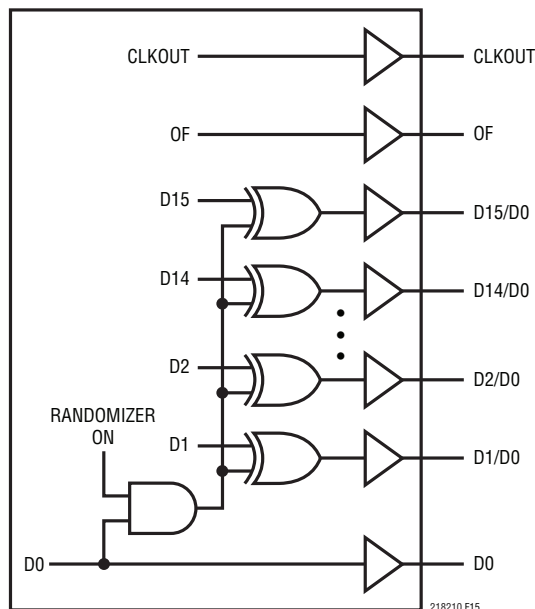 CLKOUT CLKOUT
OF OF
D15 D15/D0
D14 D14/D0
D2 D2/D0
RANDOMIZER
ON
D1 D1/D0
D0 D0
218210 F15